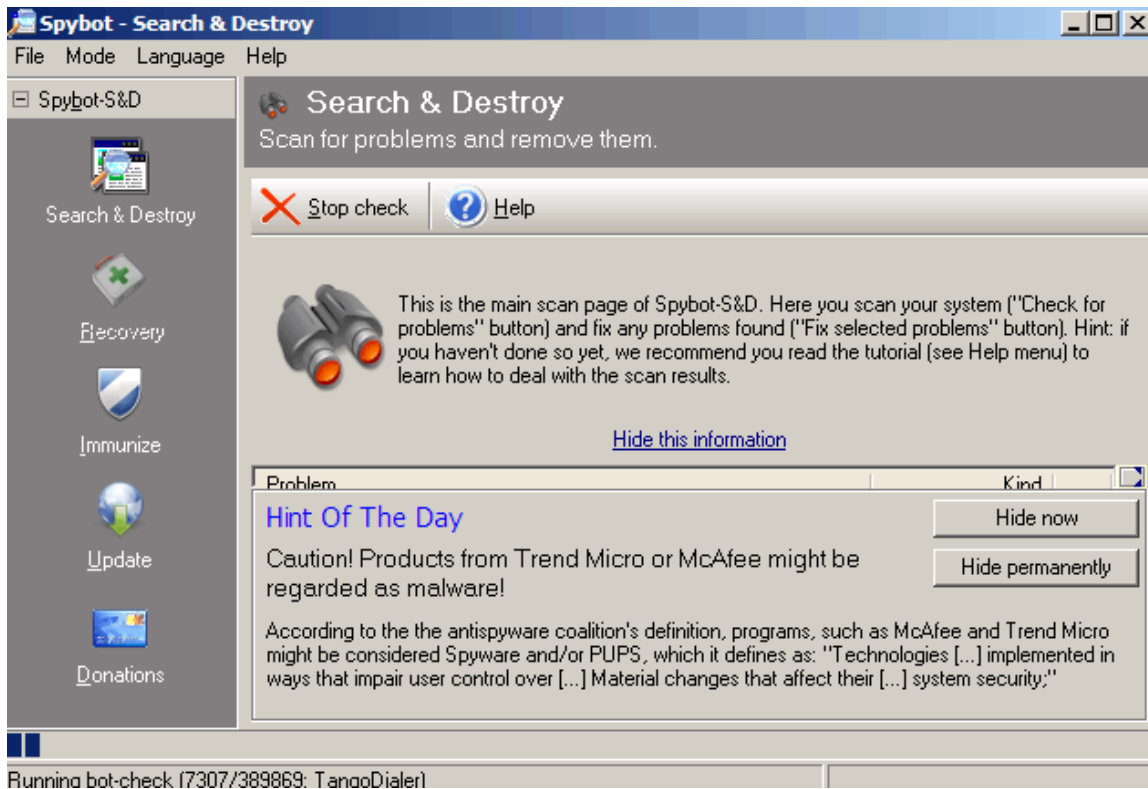 Spybot - Search & Destroy
File Mode Language Help
Spybot-S&D
Search & Destroy
Recovery
Immunize
Update
Donations
Search & Destroy
Scan for problems and remove them.
Stop check Help
This is the main scan page of Spybot-S&D. Here you scan your system ("Check for
problems" button) and fix any problems found ("Fix selected problems" button). Hint: if
you haven't done so yet, we recommend you read the tutorial (see Help menu) to
learn how to deal with the scan results.
Hide this information
Problem Kind
Hint Of The Day
Hide now
Caution! Products from Trend Micro or McAfee might be
regarded as malware!
Hide permanently
According to the the antispyware coalition's definition, programs, such as McAfee and Trend Micro
might be considered Spyware and/or PUPS, which it defines as: "Technologies [...] implemented in
ways that impair user control over [...] Material changes that affect their [...] system security;"
Running bot-check (7307/389869: TangoDialer)